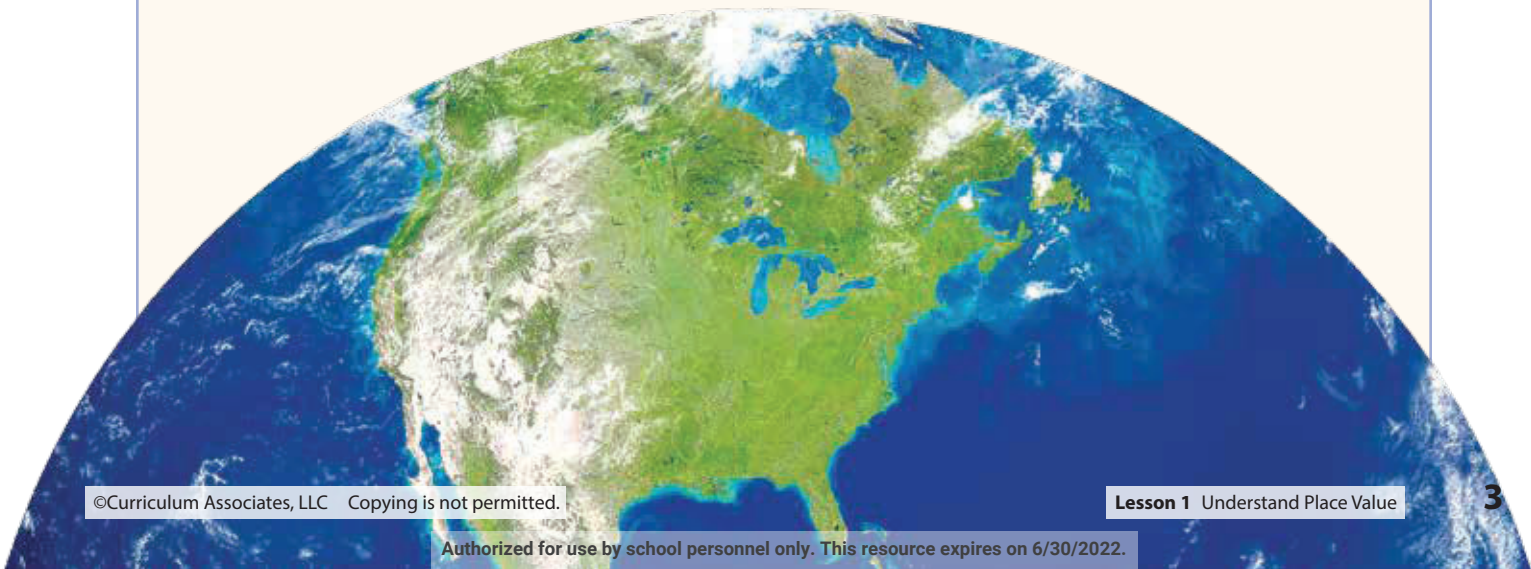 ©Curriculum Associates, LLC Copying is not permitted.
Lesson 1 Understand Place Value 3
Authorized for use by school personnel only. This resource expires on 6/30/2022.